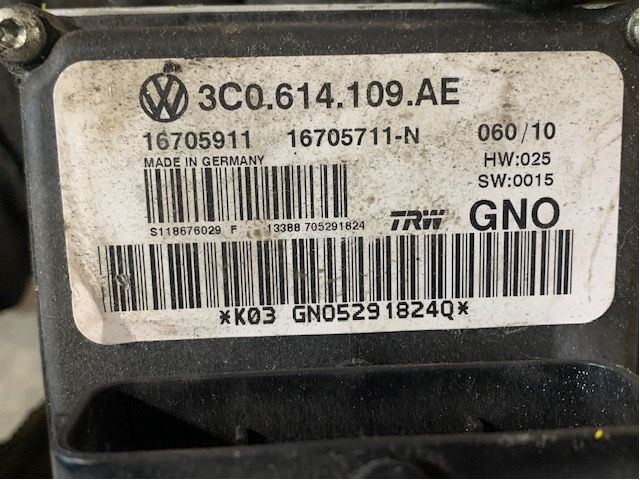 3C0.614.109.AE
16705911 16705711-N 060/10
MADE IN GERMANY HW:025
SW:0015
S118676029 F 13388 705291824 TRW GNO
*K03 GNO5291824Q*